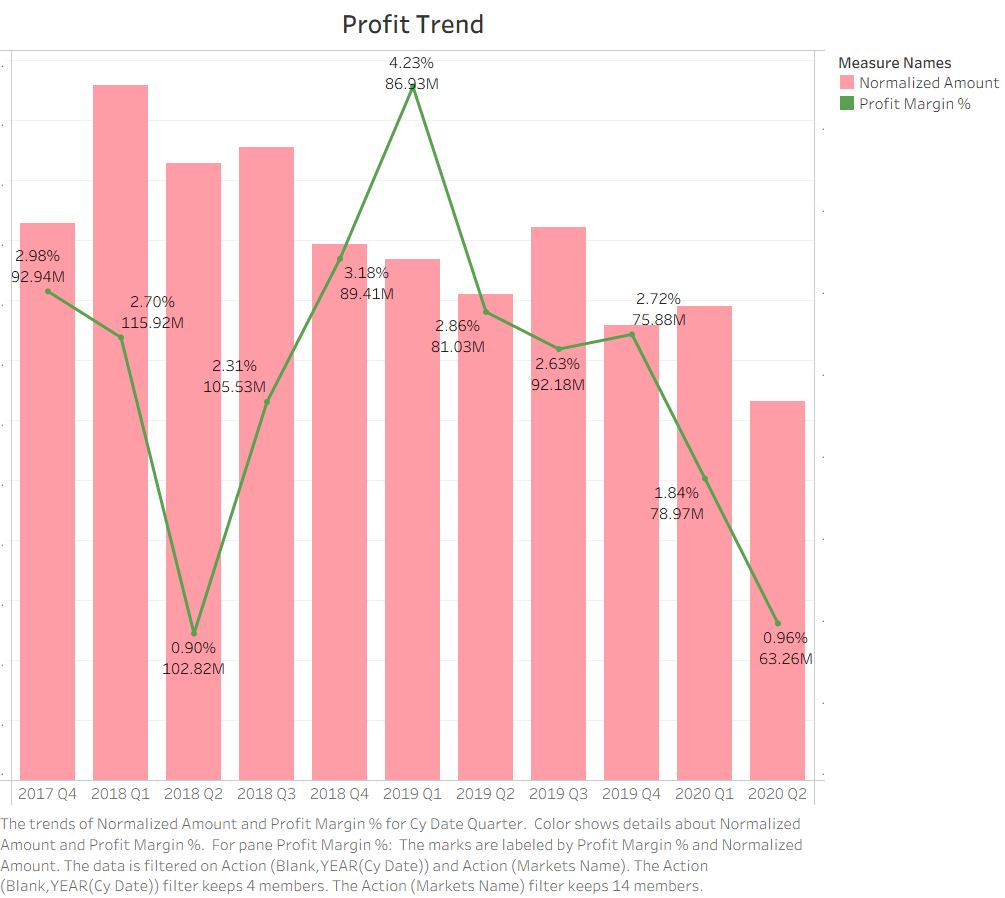 Profit Trend
Measure Names
Normalized Amount
Profit Margin %
4.23%
86.93M
2.98%
92.94M
2.70%
115.92M
0.90%
102.82M
2.31%
105.53M
3.18%
89.41M
2.86%
81.03M
2.63%
92.18M
2.72%
75.88M
1.84%
78.97M
0.96%
63.26M
2017 Q4 2018 Q1 2018 Q2 2018 Q3 2018 Q4 2019 Q1 2019 Q2 2019 Q3 2019 Q4 2020 Q1 2020 Q2
The trends of Normalized Amount and Profit Margin % for Cy Date Quarter.  Color shows details about Normalized
Amount and Profit Margin %.  For pane Profit Margin %:  The marks are labeled by Profit Margin % and Normalized
Amount. The data is filtered on Action (Blank,YEAR(Cy Date)) and Action (Markets Name). The Action
(Blank,YEAR(Cy Date)) filter keeps 4 members. The Action (Markets Name) filter keeps 14 members.